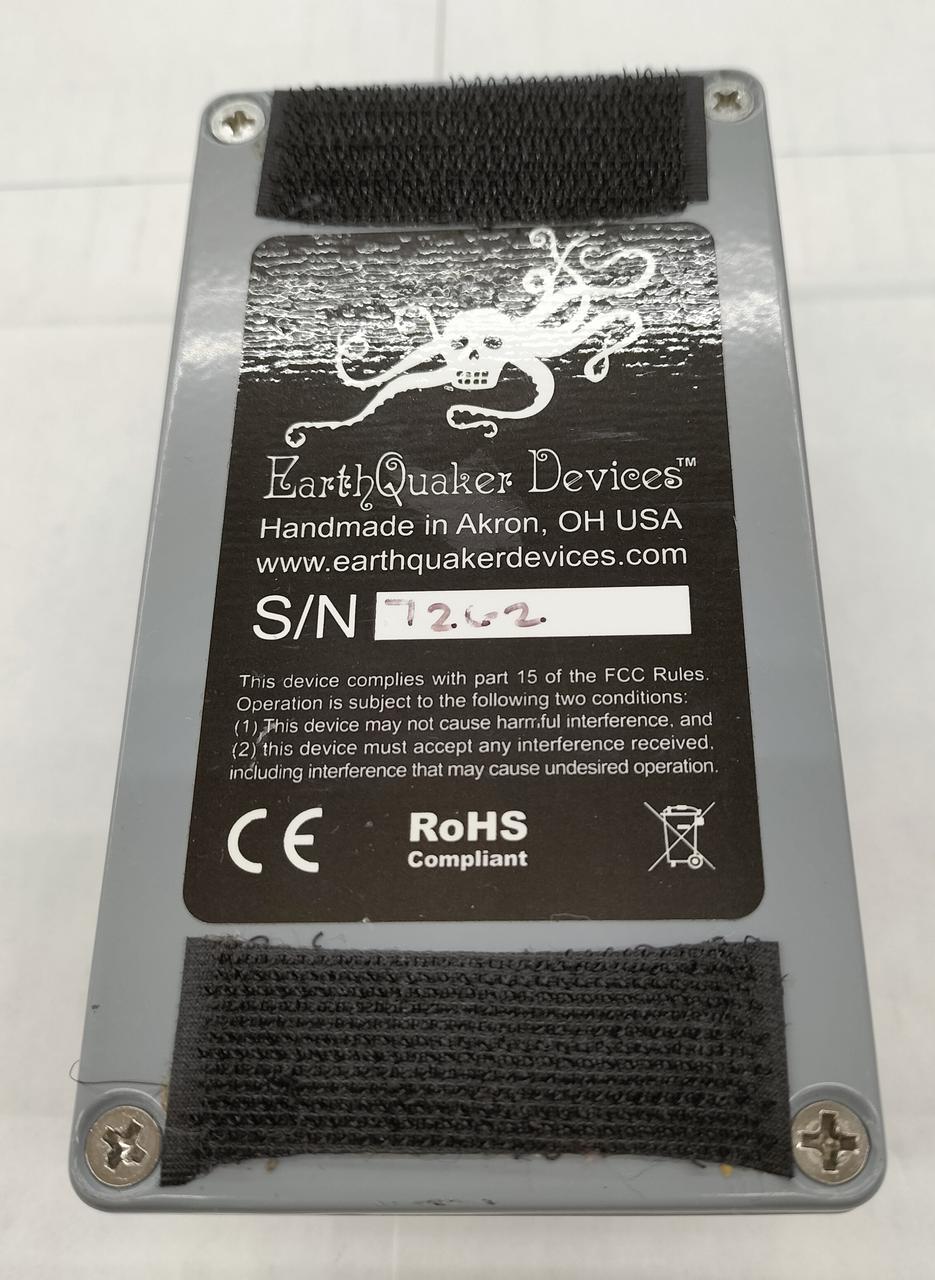 EarthQuaker Devices™
Handmade in Akron, OH USA
www.earthquakerdevices.com
S/N 7262
This device complies with part 15 of the FCC Rules.
Operation is subject to the following two conditions:
(1) This device may not cause harmful interference, and
(2) this device must accept any interference received,
including interference that may cause undesired operation.
CE RoHS
Compliant